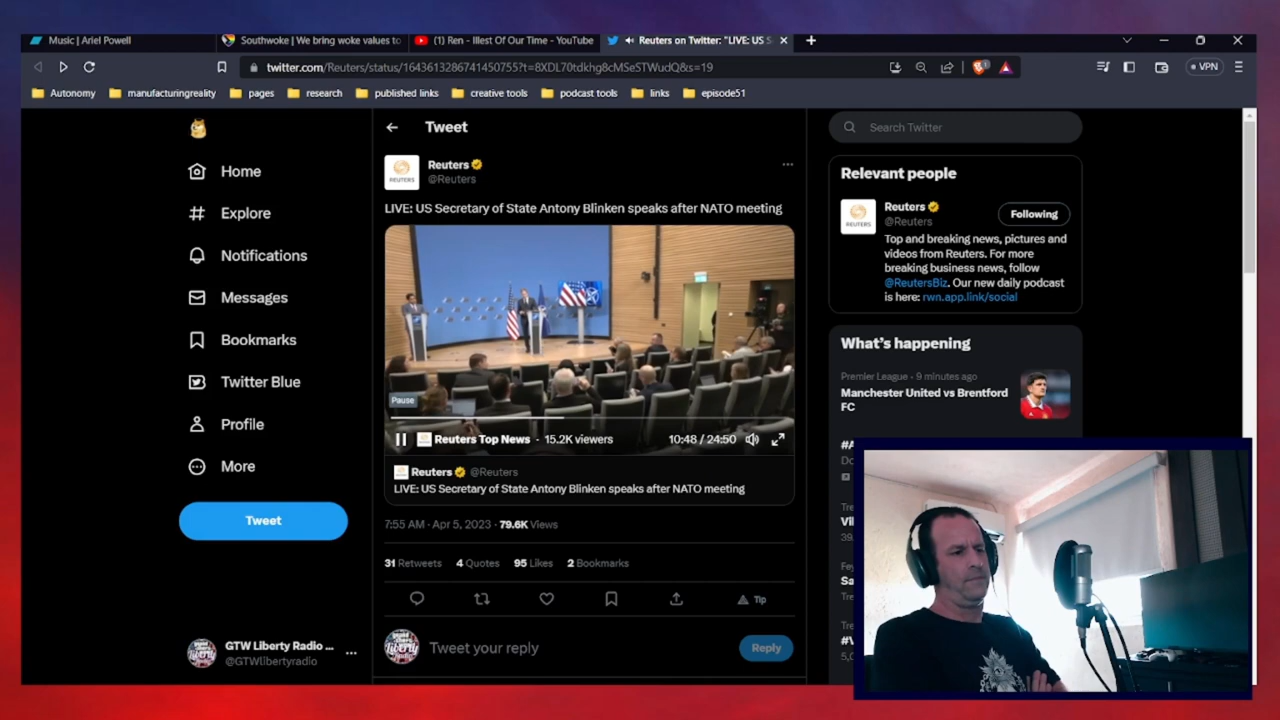 Music | Ariel Powell
Southwoke | We bring woke values to
(1) Ren - Illest Of Our Time - YouTube
Reuters on Twitter: "LIVE: US S
twitter.com/Reuters/status/1643613286741450755?t=8XDL70tdkhg8cMSeSTWudQ&s=19
VPN
Autonomy
manufacturingreality
pages
research
published links
creative tools
podcast tools
links
episode51
Home
Explore
Notifications
Messages
Bookmarks
Twitter Blue
Profile
More
Tweet
GTW Liberty Radio ...
@GTWlibertyradio
Tweet
Reuters
@Reuters
LIVE: US Secretary of State Antony Blinken speaks after NATO meeting
Pause
Reuters Top News · 15.2K viewers
10:48 / 24:50
Reuters @Reuters
LIVE: US Secretary of State Antony Blinken speaks after NATO meeting
7:55 AM · Apr 5, 2023 · 79.6K Views
31 Retweets 4 Quotes 95 Likes 2 Bookmarks
Tip
Tweet your reply
Reply
Search Twitter
Relevant people
Reuters
@Reuters
Following
Top and breaking news, pictures and
videos from Reuters. For more
breaking business news, follow
@ReutersBiz. Our new daily podcast
is here: rwn.app.link/social
What's happening
Premier League · 9 minutes ago
Manchester United vs Brentford
FC